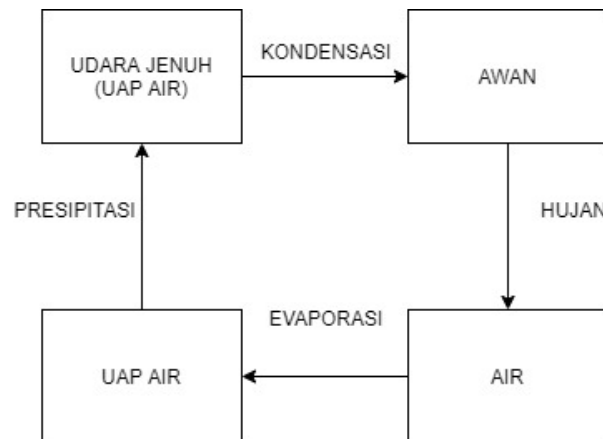 UDARA JENUH
(UAP AIR)
KONDENSASI
AWAN
PRESIPITASI
HUJAN
UAP AIR
EVAPORASI
AIR